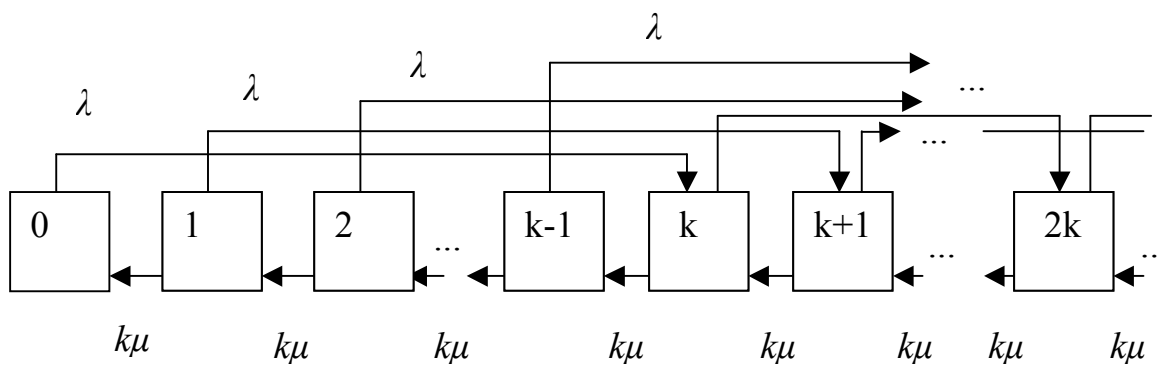 λ
λ
λ λ
...
...
0 1 2 ... k-1 k k+1 ... 2k ..
kμ kμ kμ kμ kμ kμ kμ kμ